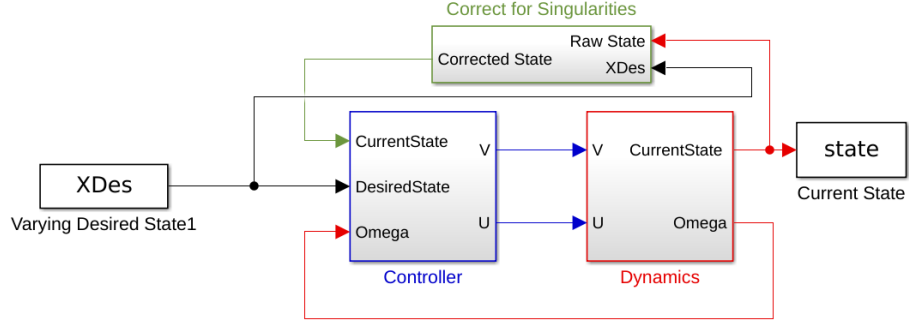 Correct for Singularities
Raw State
Corrected State
XDes
CurrentState
V
V
CurrentState
state
XDes
DesiredState
Current State
Varying Desired State1
Omega
U
U
Omega
Controller
Dynamics